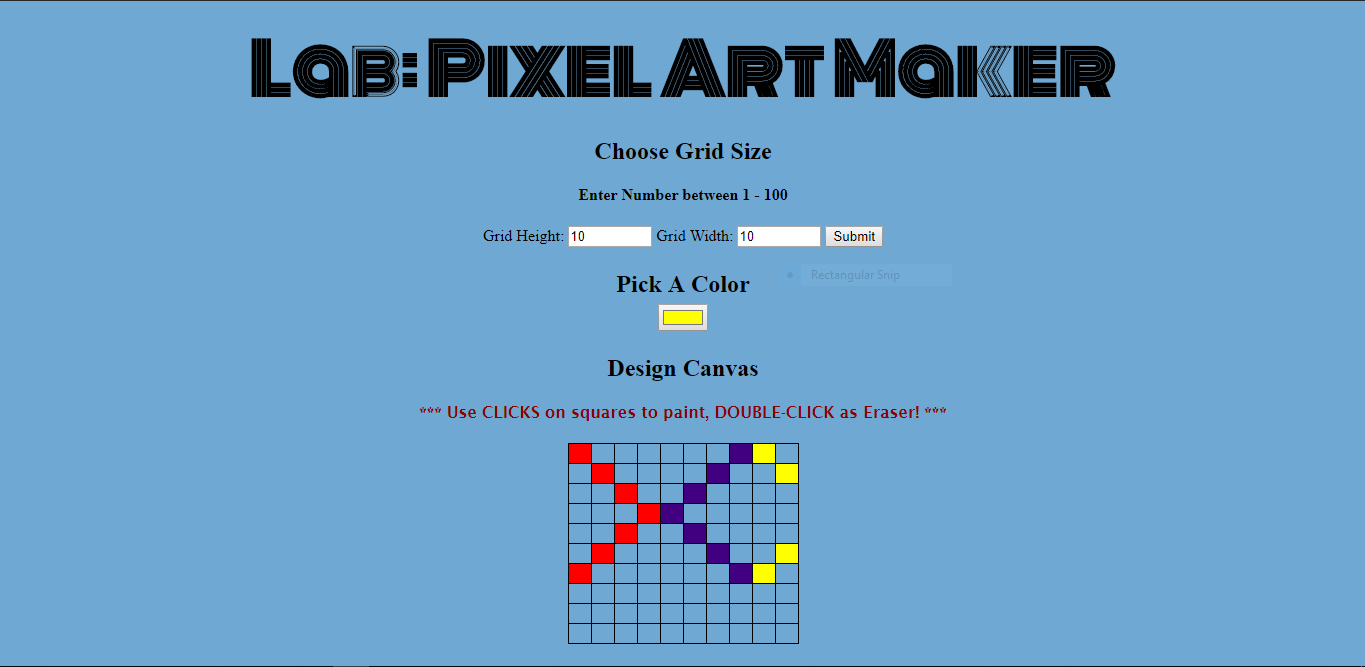 Lab: Pixel Art Maker
Choose Grid Size
Enter Number between 1 - 100
Grid Height: 10 Grid Width: 10 Submit
Rectangular Snip
Pick A Color
Design Canvas
*** Use CLICKS on squares to paint, DOUBLE-CLICK as Eraser! ***